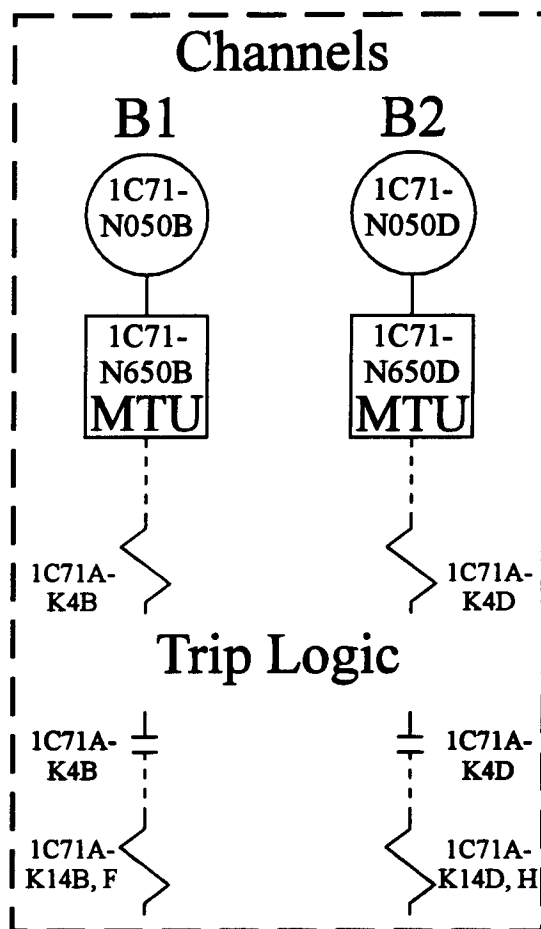 Channels
B1 B2
1C71-
N050B
1C71-
N050D
1C71-
N650B
MTU
1C71-
N650D
MTU
1C71A-
K4B
1C71A-
K4D
Trip Logic
1C71A-
K4B
1C71A-
K4D
1C71A-
K14B, F
1C71A-
K14D, H